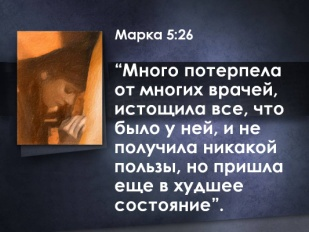 Марка 5:26
“Много потерпела
от многих врачей,
истощила все, что
было у ней, и не
получила никакой
пользы, но пришла
еще в худшее
состояние”.